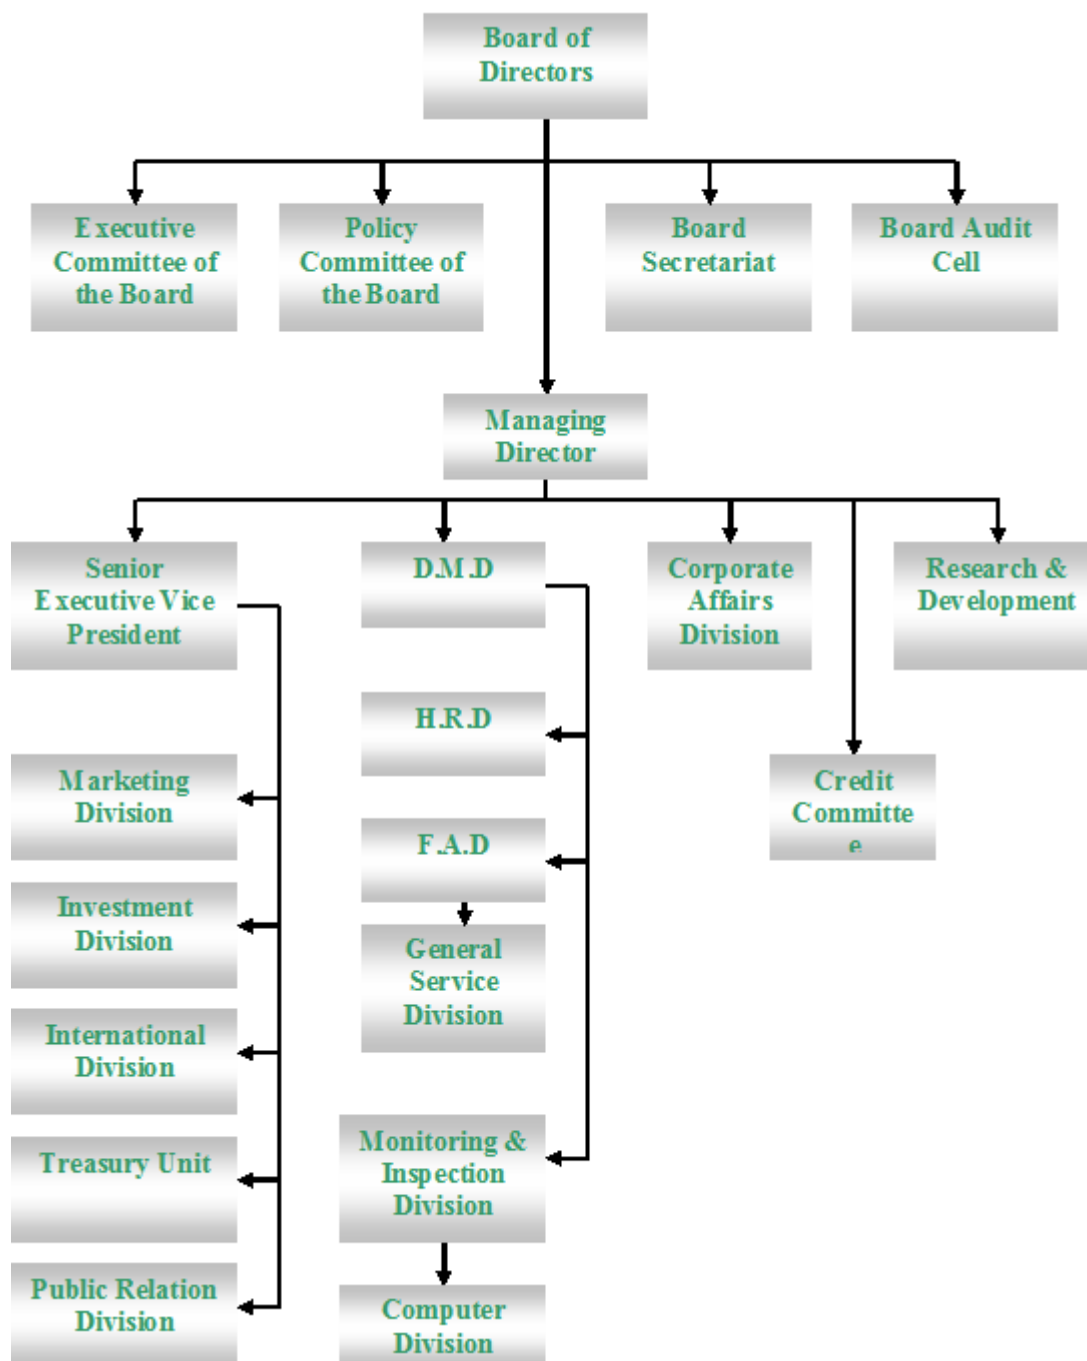 Board of
Directors
Executive
Committee of
the Board
Policy
Committee of
the Board
Board
Secretariat
Board Audit
Cell
Managing
Director
Senior
Executive Vice
President
D.M.D
Corporate
Affairs
Division
Research &
Development
H.R.D
Marketing
Division
Credit
Committe
e
F.A.D
Investment
Division
General
Service
Division
International
Division
Treasury Unit
Monitoring &
Inspection
Division
Public Relation
Division
Computer
Division